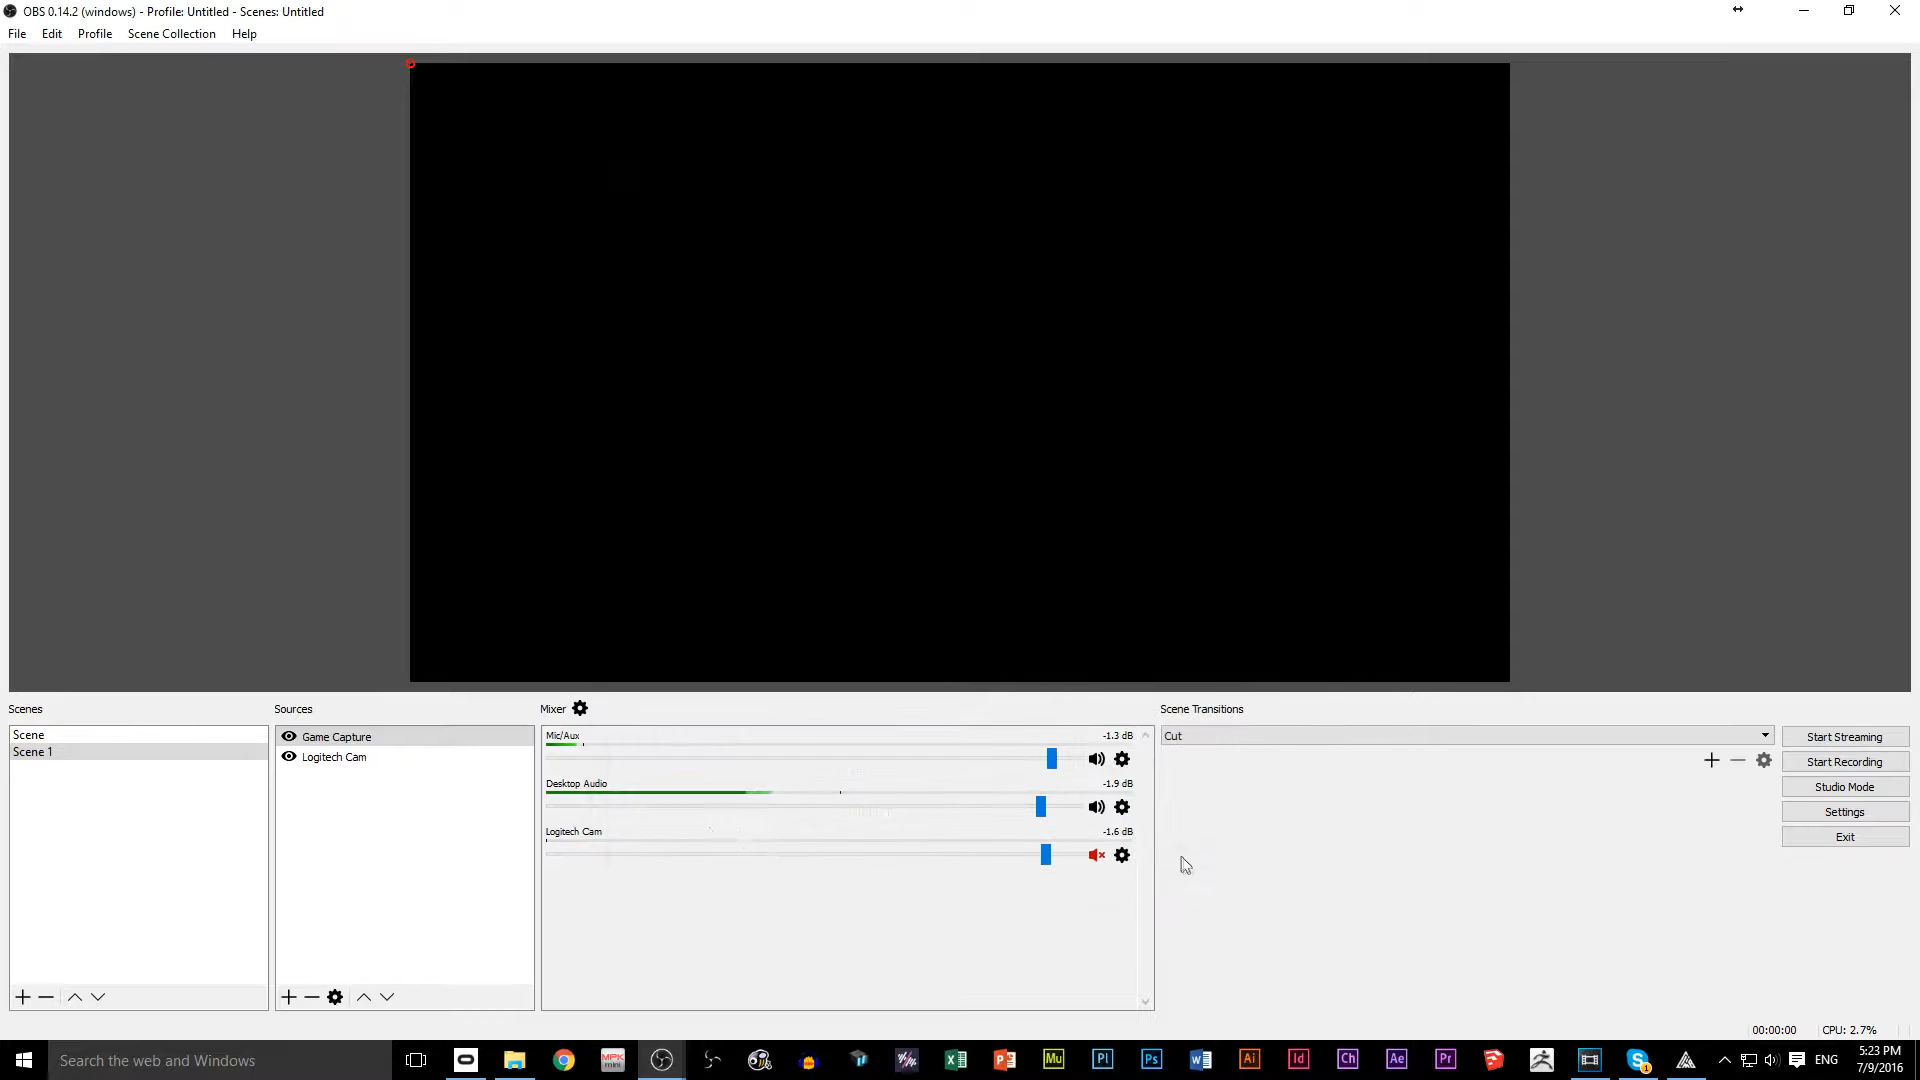 OBS 0.14.2 (windows) - Profile: Untitled - Scenes: Untitled
File Edit Profile Scene Collection Help
Scenes
Sources
Mixer
Scene Transitions
Scene
Scene 1
Game Capture
Logitech Cam
Mic/Aux -1.3 dB
Desktop Audio -1.9 dB
Logitech Cam -1.6 dB
Cut
Start Streaming
Start Recording
Studio Mode
Settings
Exit
00:00:00 CPU: 2.7%
Search the web and Windows
MPK
mini
Mu
Pl
Ps
Ai
Id
Ch
Ae
Pr
1
ENG
5:23 PM
7/9/2016